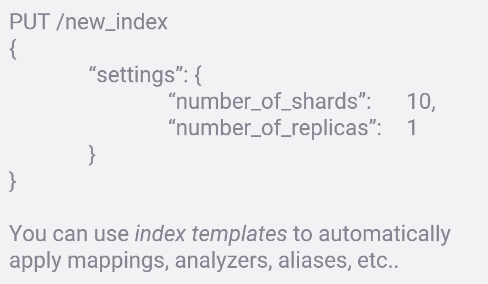 PUT /new_index
{
“settings”: {
“number_of_shards”: 10,
“number_of_replicas”: 1
}
}
You can use index templates to automatically
apply mappings, analyzers, aliases, etc..